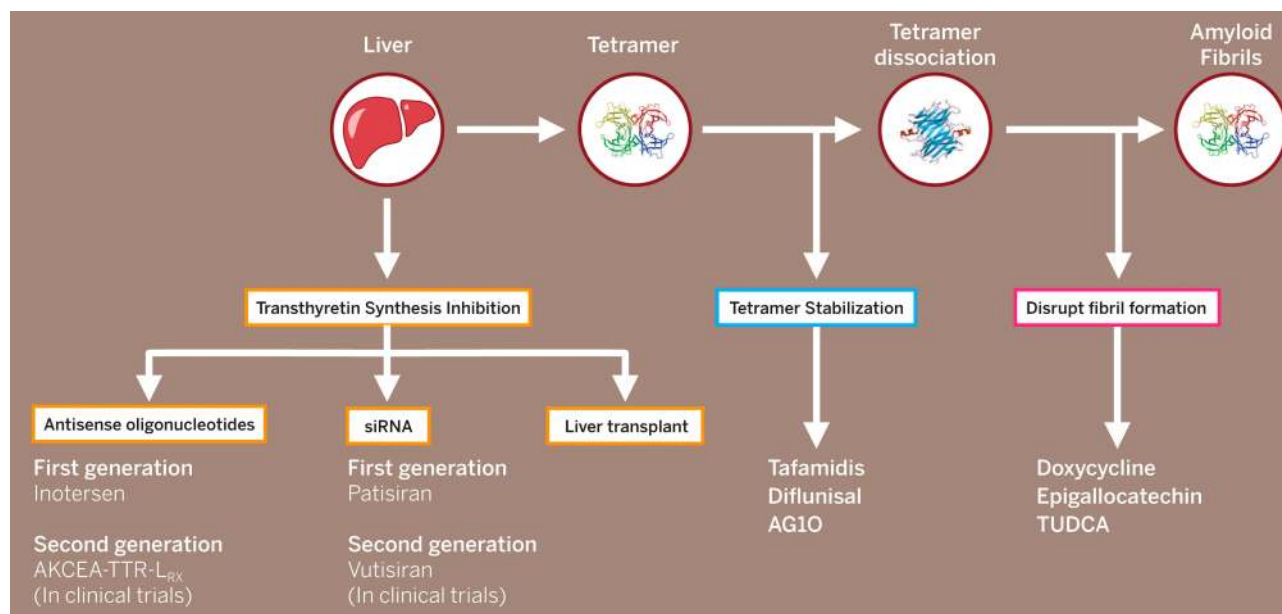 Liver
Tetramer
Tetramer
dissociation
Amyloid
Fibrils
Transthyretin Synthesis Inhibition
Tetramer Stabilization
Disrupt fibril formation
Antisense oligonucleotides
siRNA
Liver transplant
First generation
Inotersen
Second generation
AKCEA-TTR-LRX
(In clinical trials)
First generation
Patisiran
Second generation
Vutisiran
(In clinical trials)
Tafamidis
Diflunisal
AG10
Doxycycline
Epigallocatechin
TUDCA